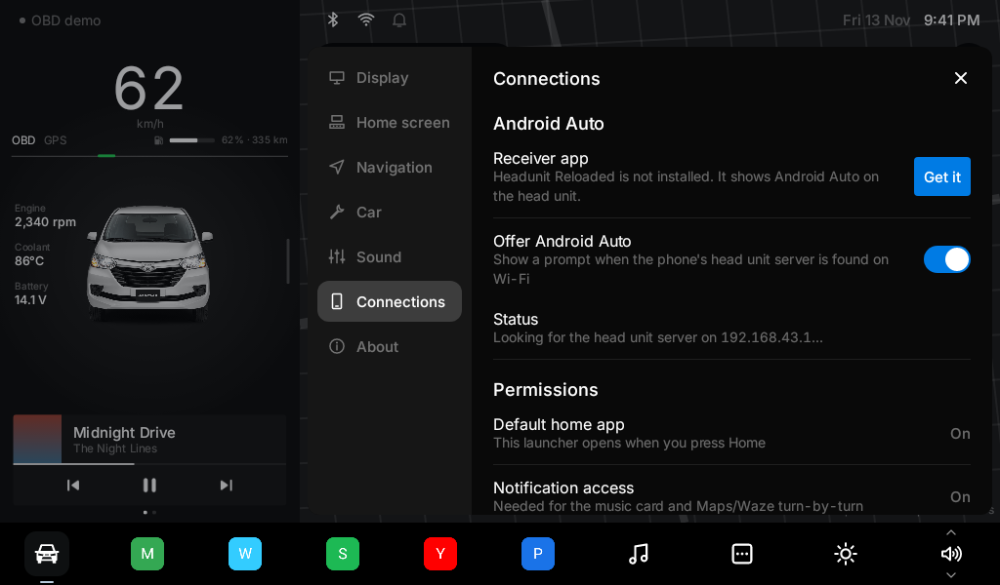 OBD demo
Fri 13 Nov 9:41 PM
62
km/h
OBD GPS
62% · 335 km
Engine
2,340 rpm
Coolant
86°C
Battery
14.1 V
Midnight Drive
The Night Lines
Display
Home screen
Navigation
Car
Sound
Connections
About
Connections
Android Auto
Receiver app
Headunit Reloaded is not installed. It shows Android Auto on
the head unit.
Get it
Offer Android Auto
Show a prompt when the phone's head unit server is found on
Wi-Fi
Status
Looking for the head unit server on 192.168.43.1...
Permissions
Default home app
This launcher opens when you press Home
On
Notification access
Needed for the music card and Maps/Waze turn-by-turn
On
M
W
S
Y
P